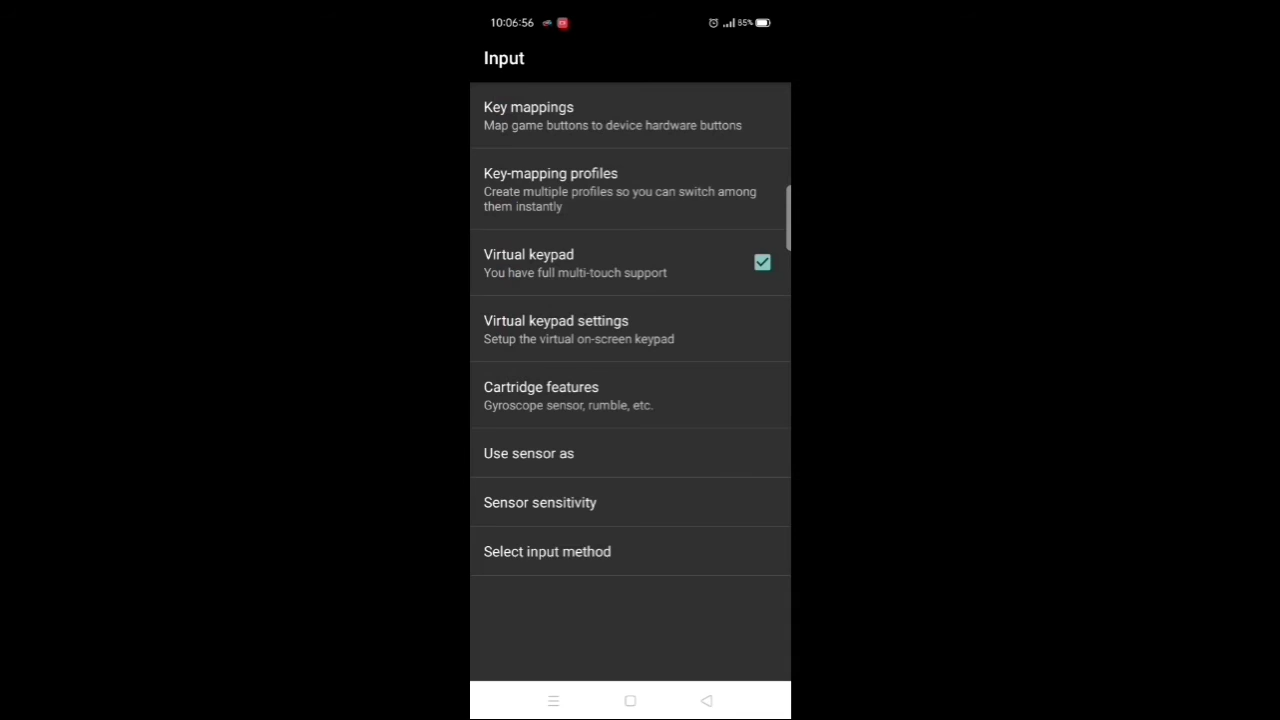 10:06:56
85%
Input
Key mappings
Map game buttons to device hardware buttons
Key-mapping profiles
Create multiple profiles so you can switch among
them instantly
Virtual keypad
You have full multi-touch support
Virtual keypad settings
Setup the virtual on-screen keypad
Cartridge features
Gyroscope sensor, rumble, etc.
Use sensor as
Sensor sensitivity
Select input method